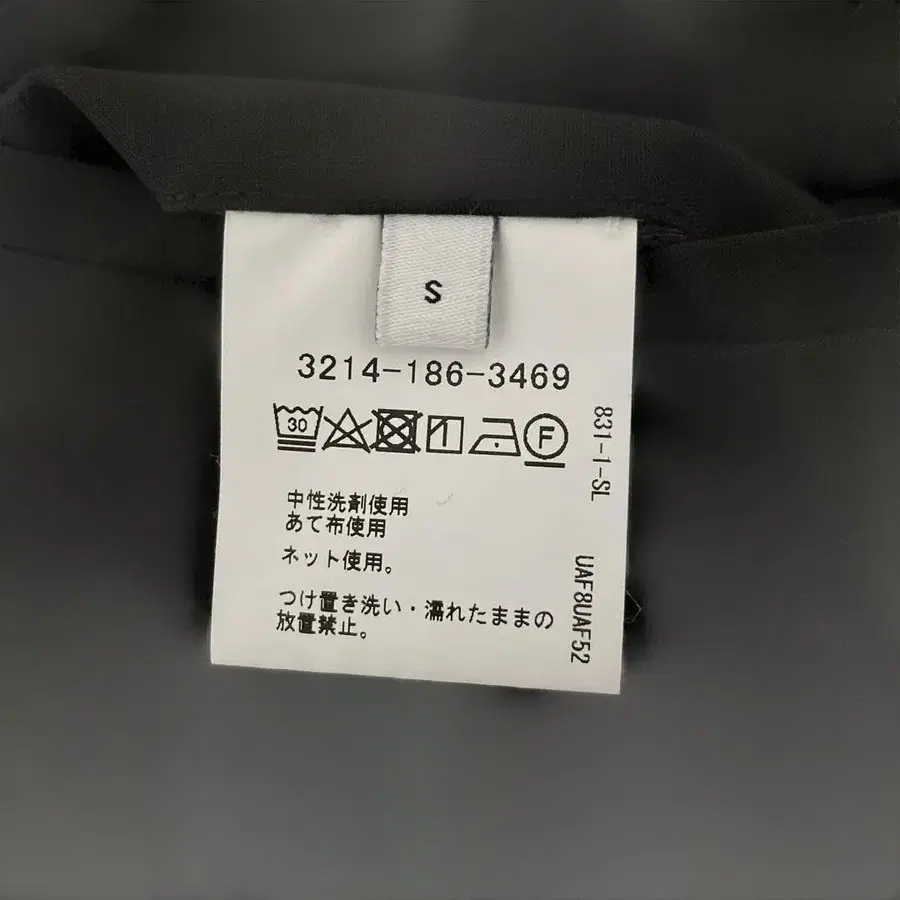 S
3214-186-3469
30
F
中性洗剤使用
あて布使用
ネット使用。
つけ置き洗い・濡れたままの
放置禁止。
831-1-SL
UAF8UAF52